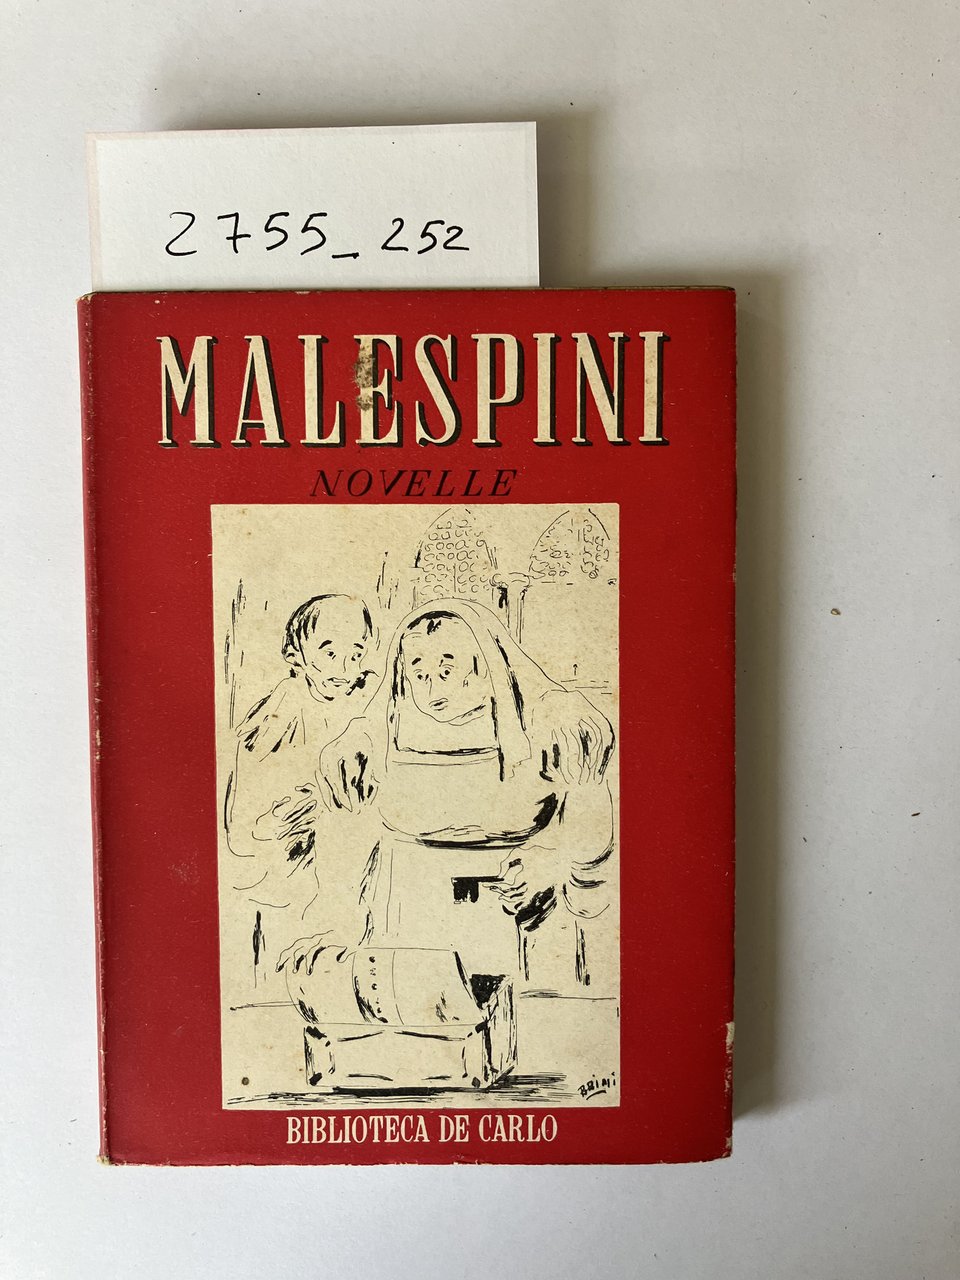 2755_252
MALESPINI
NOVELLE
BRIMI
BIBLIOTECA DE CARLO